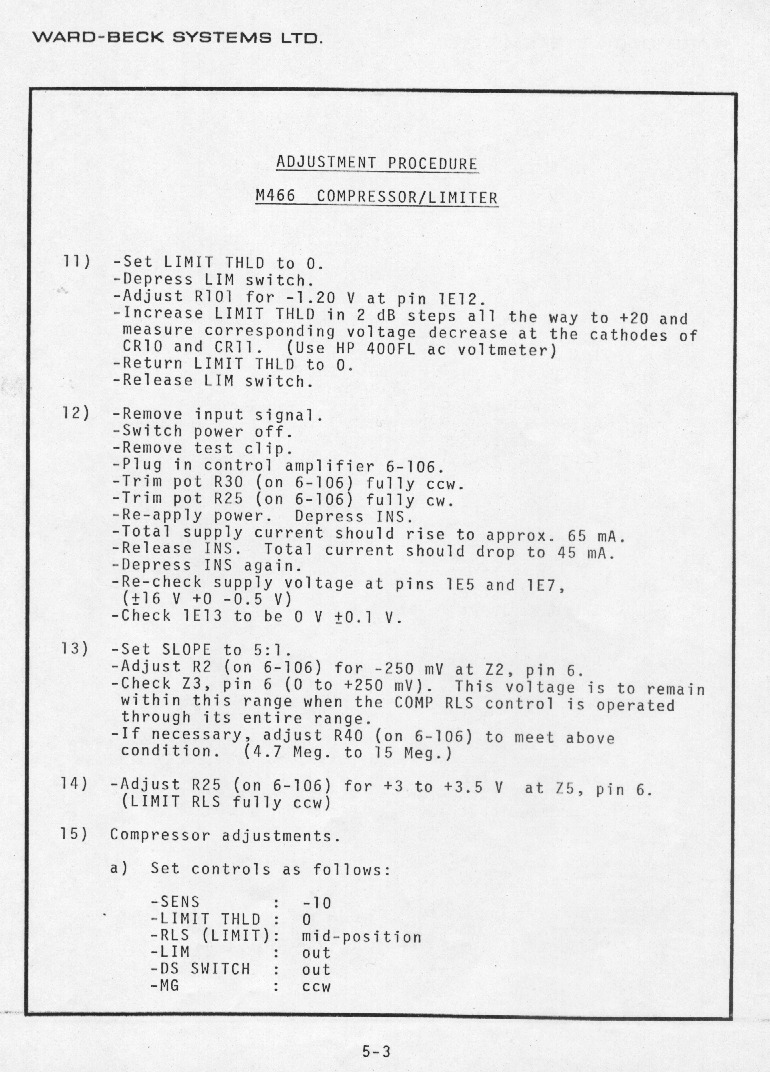 WARD-BECK SYSTEMS LTD.
ADJUSTMENT PROCEDURE
M466 COMPRESSOR/LIMITER
11) -Set LIMIT THLD to 0.
-Depress LIM switch.
-Adjust R101 for -1.20 V at pin 1E12.
-Increase LIMIT THLD in 2 dB steps all the way to +20 and
measure corresponding voltage decrease at the cathodes of
CR10 and CR11. (Use HP 400FL ac voltmeter)
-Return LIMIT THLD to 0.
-Release LIM switch.
12) -Remove input signal.
-Switch power off.
-Remove test clip.
-Plug in control amplifier 6-106.
-Trim pot R30 (on 6-106) fully ccw.
-Trim pot R25 (on 6-106) fully cw.
-Re-apply power. Depress INS.
-Total supply current should rise to approx. 65 mA.
-Release INS. Total current should drop to 45 mA.
-Depress INS again.
-Re-check supply voltage at pins 1E5 and 1E7,
(±16 V +0 -0.5 V)
-Check 1E13 to be 0 V ±0.1 V.
13) -Set SLOPE to 5:1.
-Adjust R2 (on 6-106) for -250 mV at Z2, pin 6.
-Check Z3, pin 6 (0 to +250 mV). This voltage is to remain
within this range when the COMP RLS control is operated
through its entire range.
-If necessary, adjust R40 (on 6-106) to meet above
condition. (4.7 Meg. to 15 Meg.)
14) -Adjust R25 (on 6-106) for +3 to +3.5 V at Z5, pin 6.
(LIMIT RLS fully ccw)
15) Compressor adjustments.
a) Set controls as follows:
-SENS : -10
-LIMIT THLD : 0
-RLS (LIMIT): mid-position
-LIM : out
-DS SWITCH : out
-MG : ccw
5-3